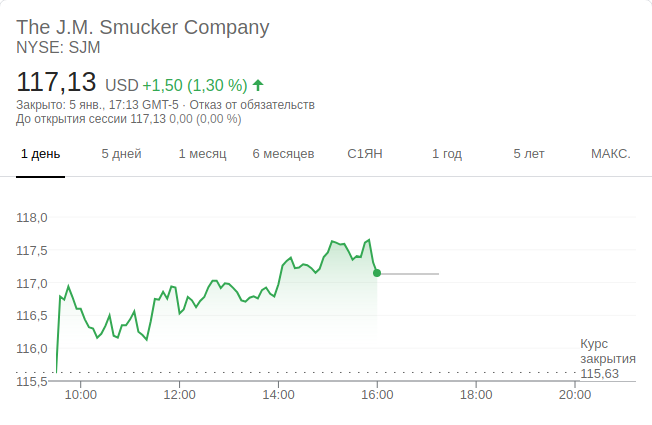 The J.M. Smucker Company
NYSE: SJM
117,13 USD +1,50 (1,30 %)
Закрыто: 5 янв., 17:13 GMT-5 · Отказ от обязательств
До открытия сессии 117,13 0,00 (0,00 %)
1 день 5 дней 1 месяц 6 месяцев С1ЯН 1 год 5 лет МАКС.
118,0
117,5
117,0
116,5
116,0
115,5
Курс
закрытия
115,63
10:00 12:00 14:00 16:00 18:00 20:00